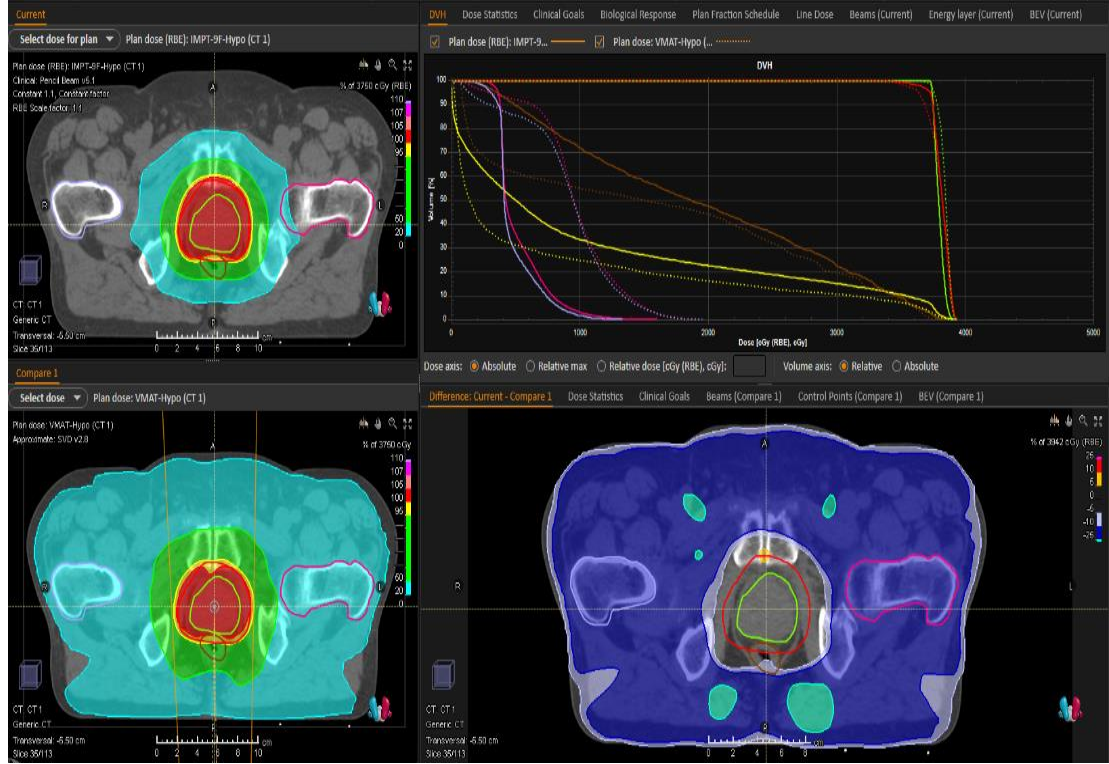 Current
Select dose for plan Plan dose (RBE): IMPT-9F-Hypo (CT 1)
Plan dose (RBE): IMPT-9F-Hypo (CT 1)
Clinical: Pencil Beam v5.1
Constant 1.1, Constant factor
RBE Scale factor: 1.1
% of 3750 cGy (RBE)
110
107
105
100
95
50
20
0
A
R
L
P
CT: CT 1
Generic CT
Transversal: -5.50 cm
Slice 35/113
0 2 4 6 8 10 cm
DVH Dose Statistics Clinical Goals Biological Response Plan Fraction Schedule Line Dose Beams (Current) Energy layer (Current) BEV (Current)
Plan dose (RBE): IMPT-9... Plan dose: VMAT-Hypo (...
DVH
Volume [%]
100
90
80
70
60
50
40
30
20
10
0
0 1000 2000 3000 4000 5000
Dose [cGy (RBE), cGy]
Dose axis: Absolute Relative max Relative dose [cGy (RBE), cGy]: Volume axis: Relative Absolute
Compare 1
Select dose Plan dose: VMAT-Hypo (CT 1)
Plan dose: VMAT-Hypo (CT 1)
Approximate: SVD v2.8
% of 3750 cGy
110
107
105
100
95
50
20
0
A
R
L
CT: CT 1
Generic CT
Transversal: -5.50 cm
Slice 35/113
0 2 4 6 8 10 cm
Difference: Current - Compare 1 Dose Statistics Clinical Goals Beams (Compare 1) Control Points (Compare 1) BEV (Compare 1)
% of 3942 cGy (RBE)
25
10
5
0
-5
-10
-25
A
R
L
P
CT: CT 1
Generic CT
Transversal: -5.50 cm
Slice 35/113
0 2 4 6 8 cm